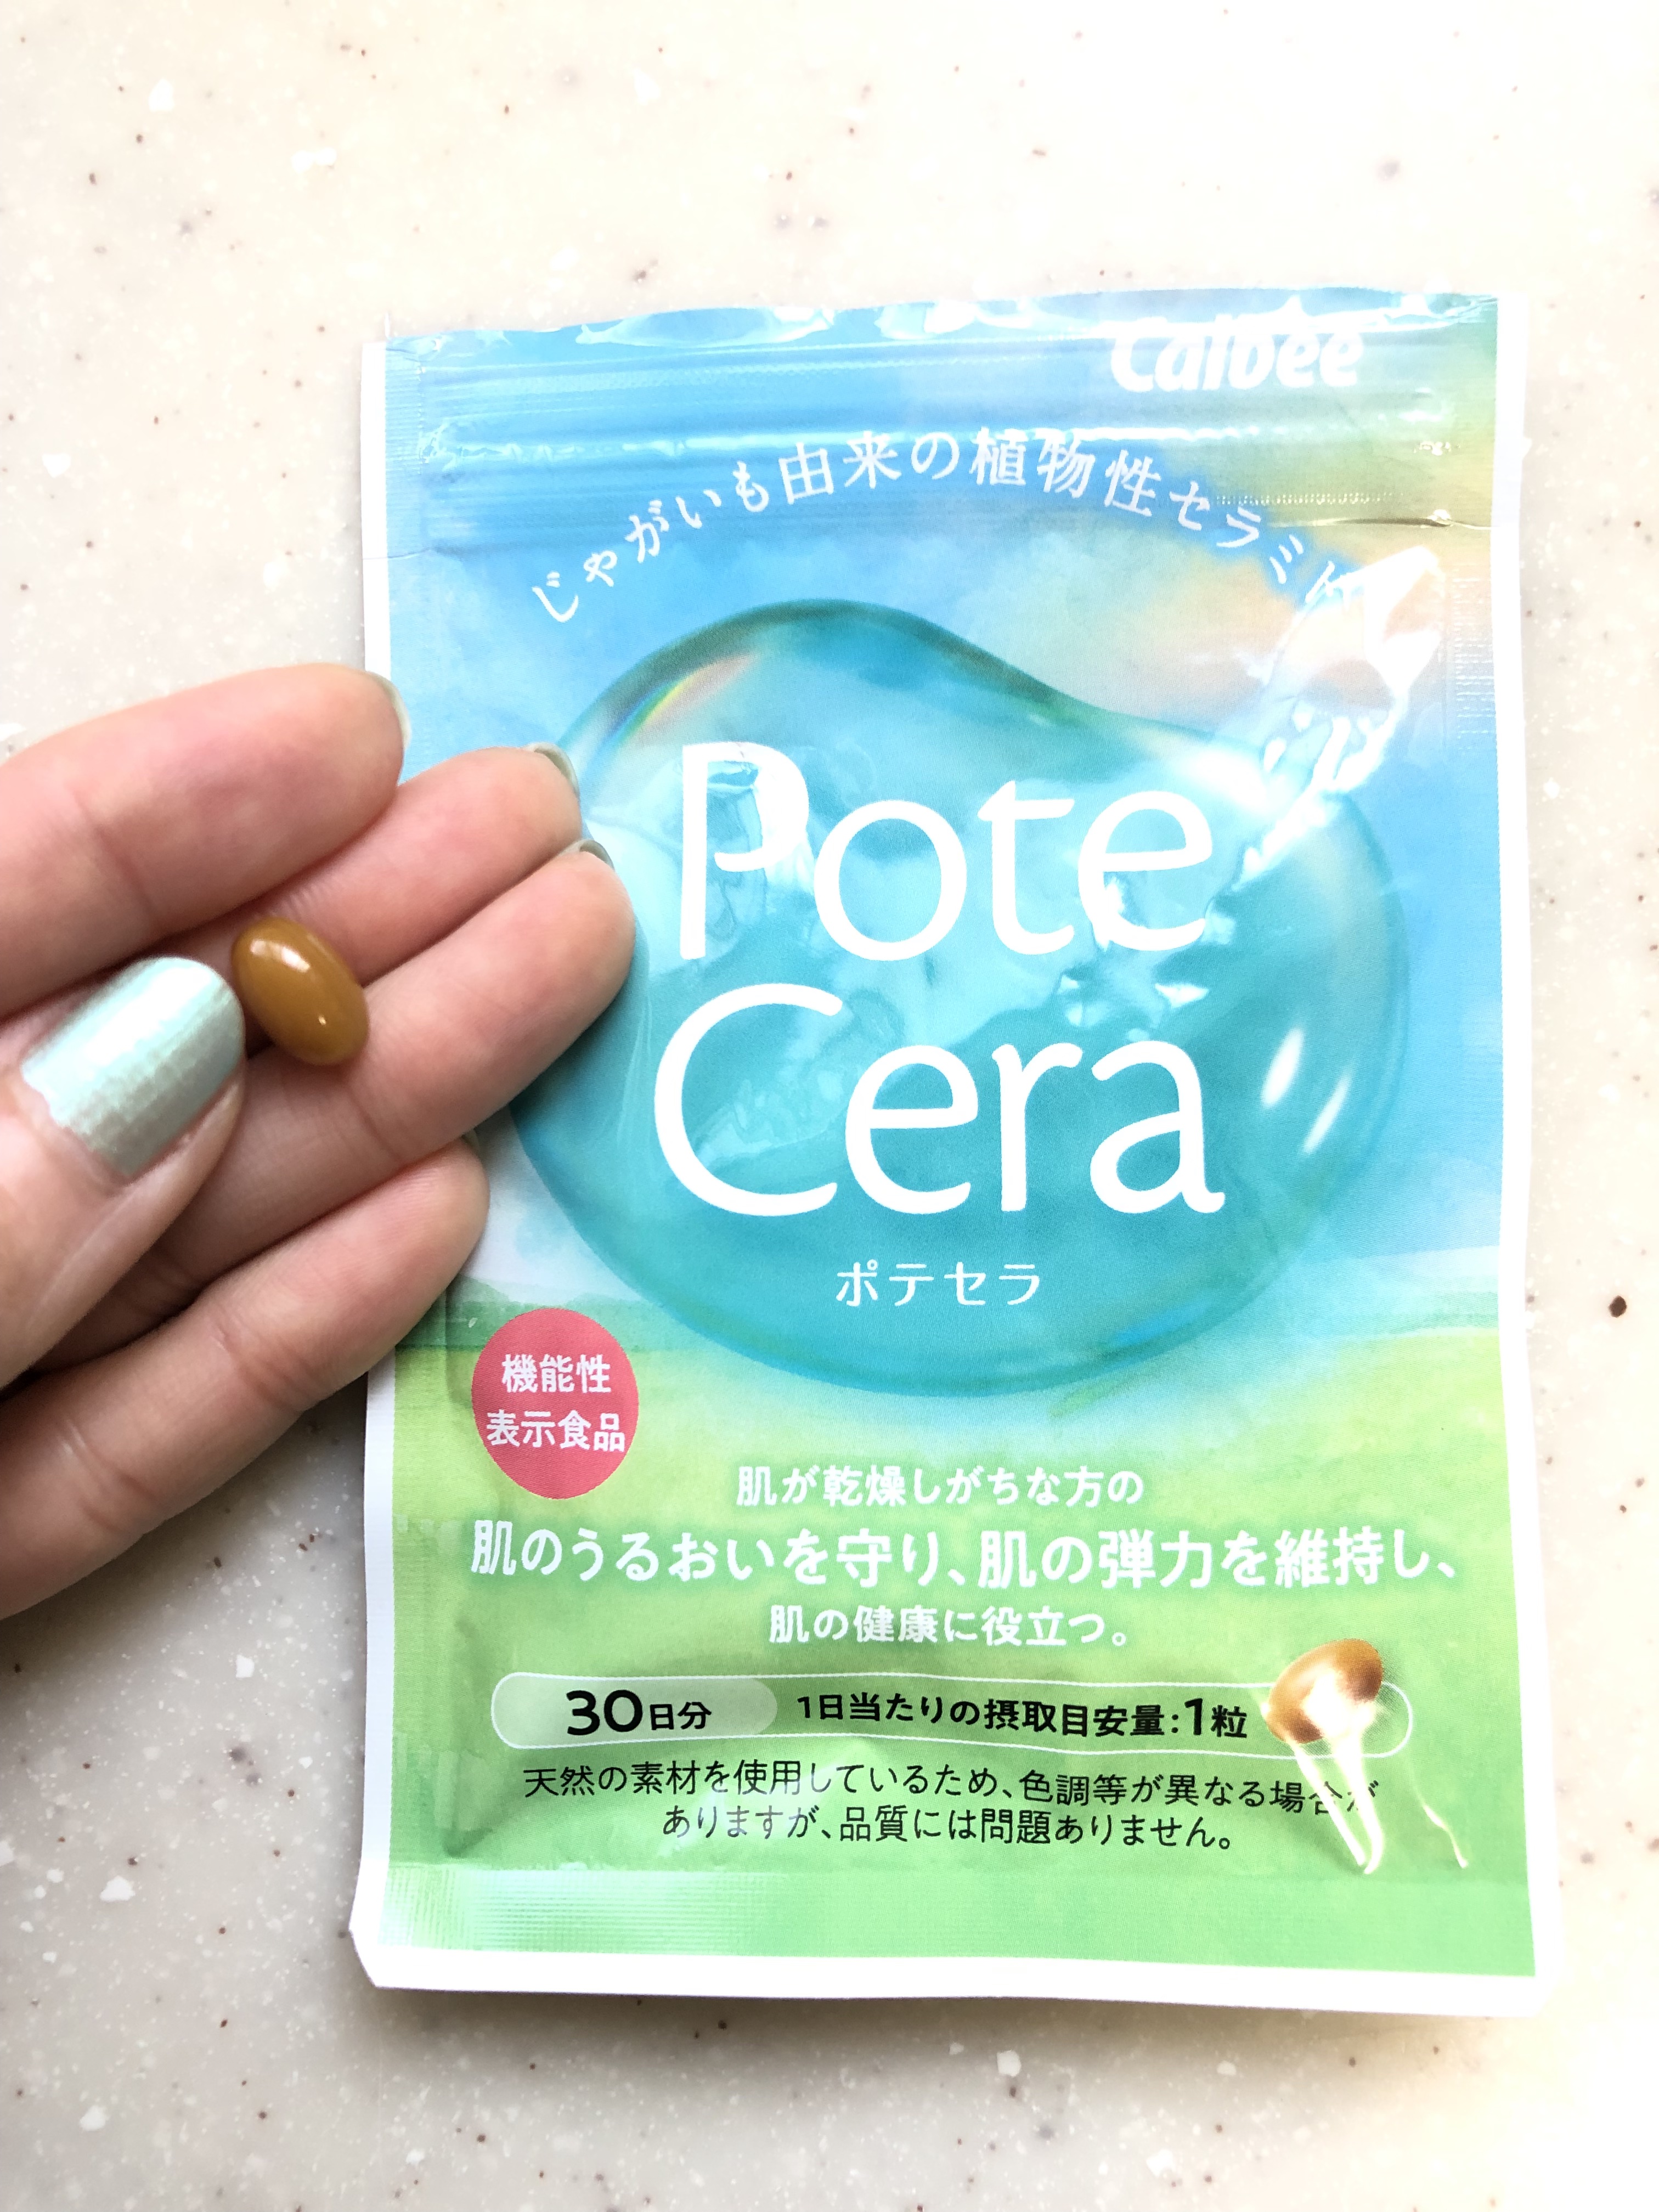 Calbee
じゃがいも由来の植物性セラミド
Pote
Cera
ポテセラ
機能性
表示食品
肌が乾燥しがちな方の
肌のうるおいを守り、肌の弾力を維持し、
肌の健康に役立つ。
30日分 1日当たりの摂取目安量:1粒
天然の素材を使用しているため、色調等が異なる場合が
ありますが、品質には問題ありません。